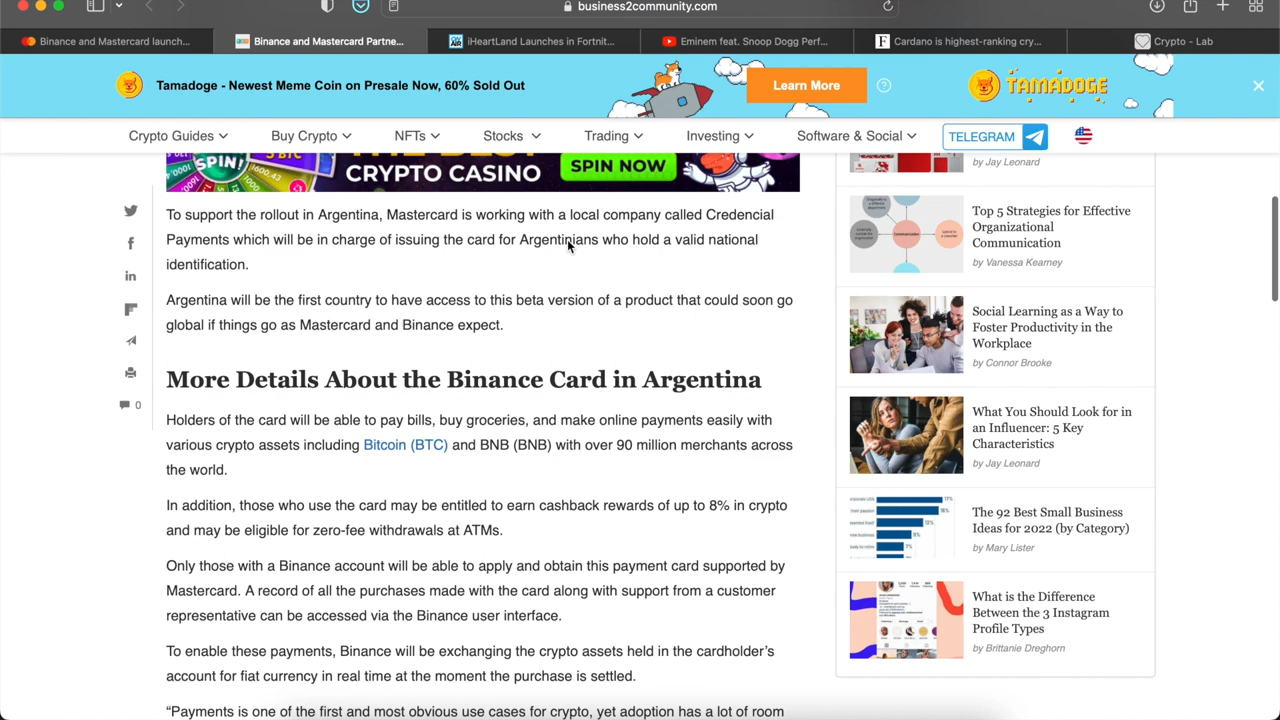 business2community.com
Binance and Mastercard launch...
Binance and Mastercard Partne...
iHeartLand Launches in Fortnit...
Eminem feat. Snoop Dogg Perf...
Cardano is highest-ranking cry...
Crypto - Lab
Tamadoge - Newest Meme Coin on Presale Now, 60% Sold Out
Learn More
TAMADOGE
Crypto Guides
Buy Crypto
NFTs
Stocks
Trading
Investing
Software & Social
TELEGRAM
SPIN!
CRYPTO CASINO
SPIN NOW
To support the rollout in Argentina, Mastercard is working with a local company called Credencial
Payments which will be in charge of issuing the card for Argentinians who hold a valid national
identification.
Argentina will be the first country to have access to this beta version of a product that could soon go
global if things go as Mastercard and Binance expect.
More Details About the Binance Card in Argentina
Holders of the card will be able to pay bills, buy groceries, and make online payments easily with
various crypto assets including Bitcoin (BTC) and BNB (BNB) with over 90 million merchants across
the world.
In addition, those who use the card may be entitled to earn cashback rewards of up to 8% in crypto
and may be eligible for zero-fee withdrawals at ATMs.
Only those with a Binance account will be able to apply and obtain this payment card supported by
Mastercard. A record of all the purchases made with the card along with support from a customer
representative can be accessed via the Binance user interface.
To enable these payments, Binance will be exchanging the crypto assets held in the cardholder's
account for fiat currency in real time at the moment the purchase is settled.
"Payments is one of the first and most obvious use cases for crypto, yet adoption has a lot of room
0
by Jay Leonard
Top 5 Strategies for Effective
Organizational
Communication
by Vanessa Kearney
Social Learning as a Way to
Foster Productivity in the
Workplace
by Connor Brooke
What You Should Look for in
an Influencer: 5 Key
Characteristics
by Jay Leonard
The 92 Best Small Business
Ideas for 2022 (by Category)
by Mary Lister
What is the Difference
Between the 3 Instagram
Profile Types
by Brittanie Dreghorn